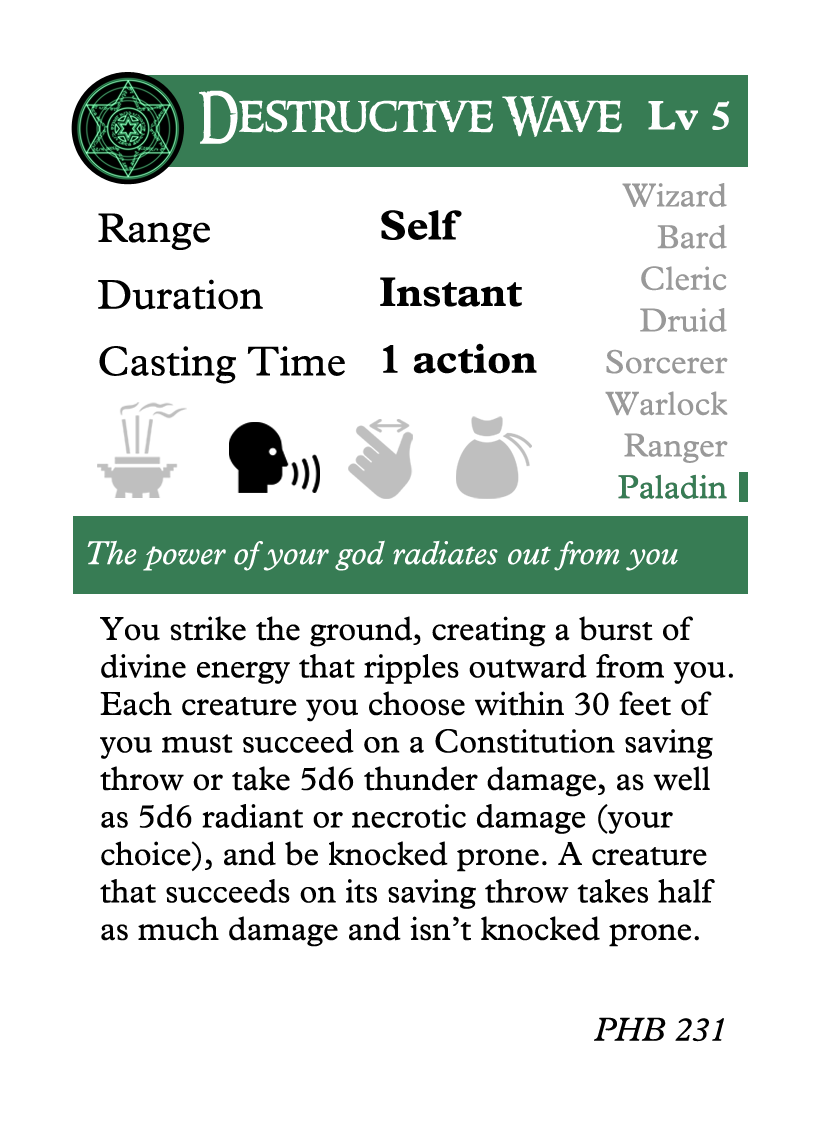 Destructive Wave Lv 5
Wizard
Range Self
Bard
Cleric
Duration Instant
Druid
Casting Time 1 action
Sorcerer
Warlock
Ranger
Paladin
The power of your god radiates out from you
You strike the ground, creating a burst of
divine energy that ripples outward from you.
Each creature you choose within 30 feet of
you must succeed on a Constitution saving
throw or take 5d6 thunder damage, as well
as 5d6 radiant or necrotic damage (your
choice), and be knocked prone. A creature
that succeeds on its saving throw takes half
as much damage and isn’t knocked prone.
PHB 231